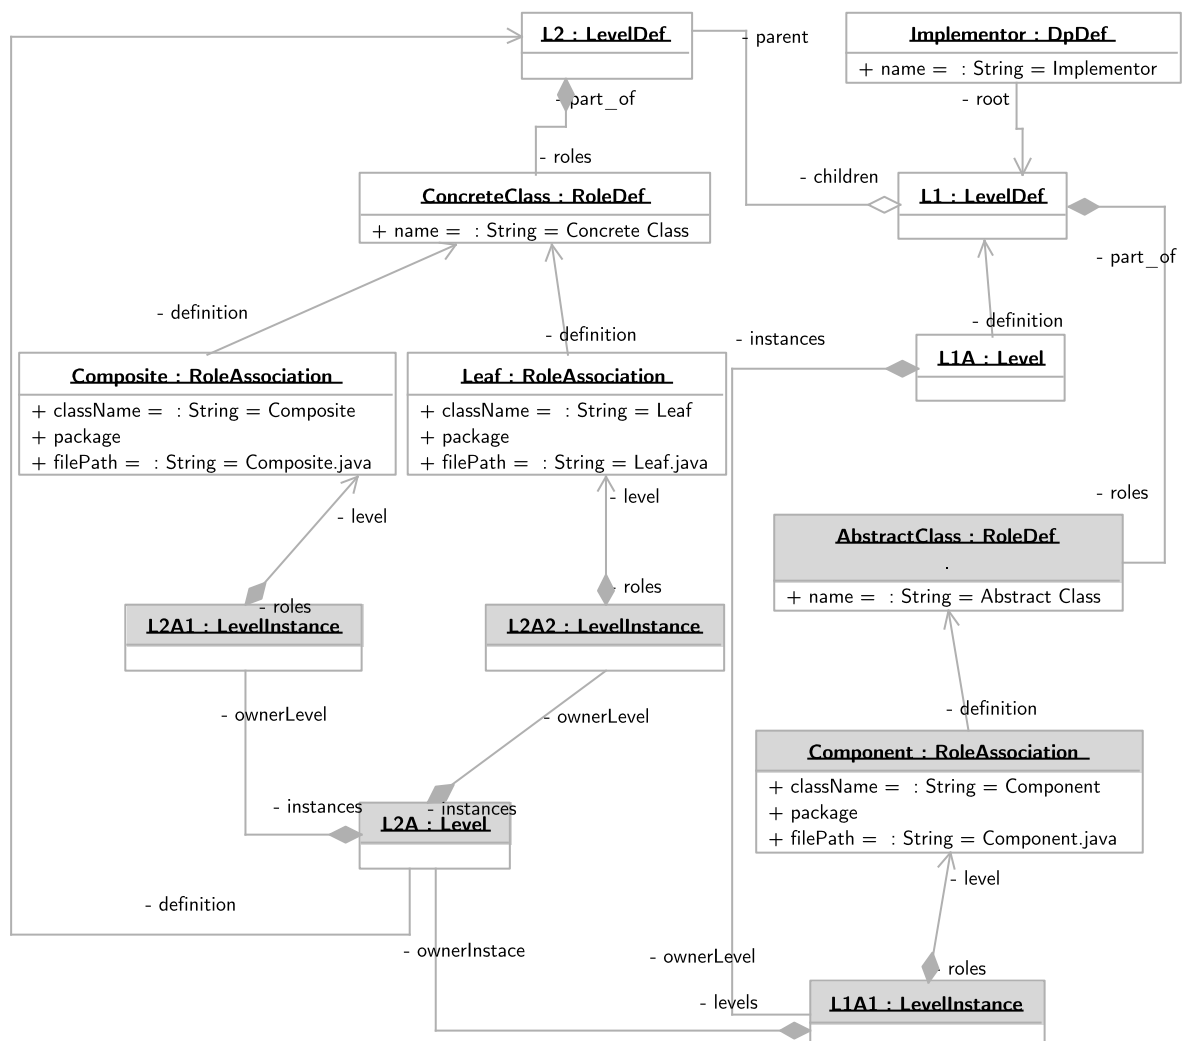 L2 : LevelDef
- parent
Implementor : DpDef
+ name =  : String = Implementor
- part_of
- root
- roles
- children
ConcreteClass : RoleDef
+ name =  : String = Concrete Class
L1 : LevelDef
- part_of
- definition
- definition
- instances
- definition
L1A : Level
Composite : RoleAssociation
+ className =  : String = Composite
+ package
+ filePath =  : String = Composite.java
Leaf : RoleAssociation
+ className =  : String = Leaf
+ package
+ filePath =  : String = Leaf.java
- level
- level
- roles
AbstractClass : RoleDef
.
+ name =  : String = Abstract Class
- roles
- roles
L2A1 : LevelInstance
L2A2 : LevelInstance
- ownerLevel
- ownerLevel
- definition
Component : RoleAssociation
+ className =  : String = Component
+ package
+ filePath =  : String = Component.java
- instances
- instances
L2A : Level
- level
- definition
- ownerInstace
- ownerLevel
- roles
- levels
L1A1 : LevelInstance